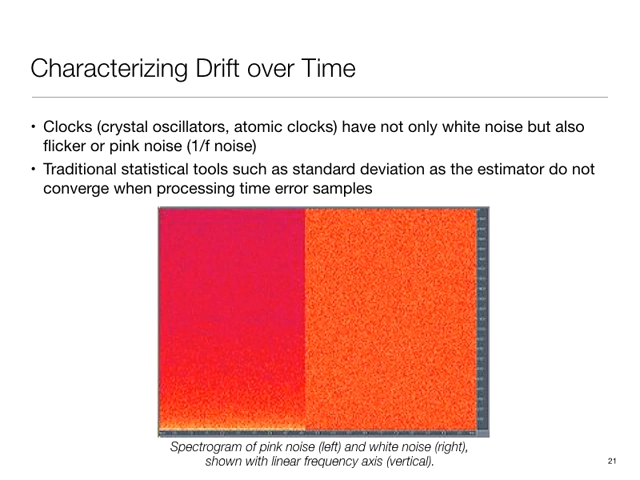 Characterizing Drift over Time
• Clocks (crystal oscillators, atomic clocks) have not only white noise but also
flicker or pink noise (1/f noise)
• Traditional statistical tools such as standard deviation as the estimator do not
converge when processing time error samples
Spectrogram of pink noise (left) and white noise (right),
shown with linear frequency axis (vertical).
21